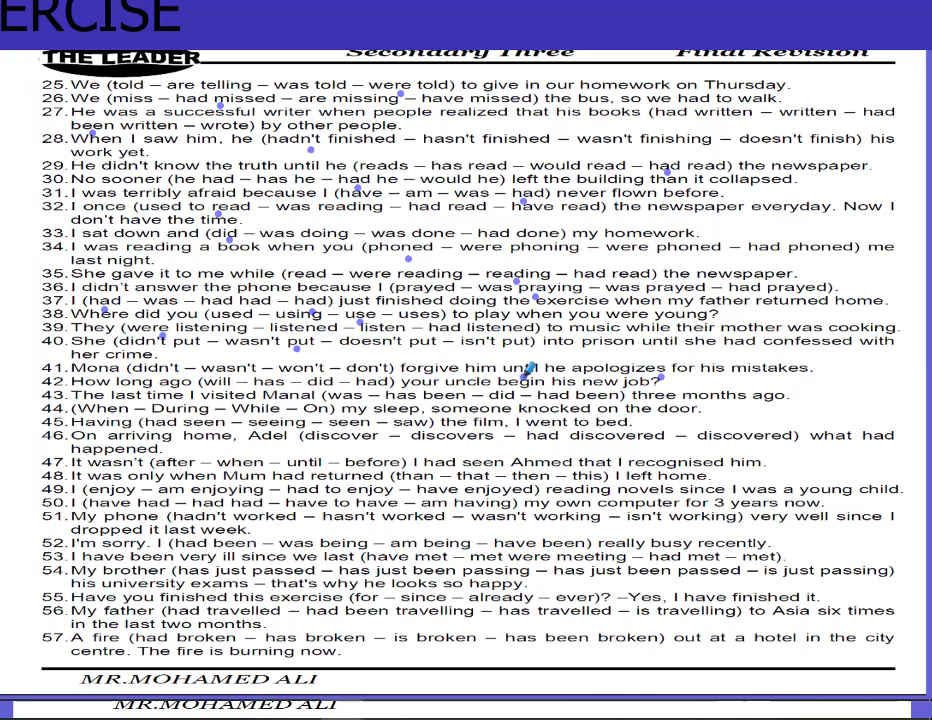 ERCISE
THE LEADER Secondary Three Final Revision
25. We (told – are telling – was told – were told) to give in our homework on Thursday.
26. We (miss – had missed – are missing – have missed) the bus, so we had to walk.
27. He was a successful writer when people realized that his books (had written – written – had
been written – wrote) by other people.
28. When I saw him, he (hadn't finished – hasn't finished – wasn't finishing – doesn't finish) his
work yet.
29. He didn't know the truth until he (reads – has read – would read – had read) the newspaper.
30. No sooner (he had – has he – had he – would he) left the building than it collapsed.
31. I was terribly afraid because I (have – am – was – had) never flown before.
32. I once (used to read – was reading – had read – have read) the newspaper everyday. Now I
don't have the time.
33. I sat down and (did – was doing – was done – had done) my homework.
34. I was reading a book when you (phoned – were phoning – were phoned – had phoned) me
last night.
35. She gave it to me while (read – were reading – reading – had read) the newspaper.
36. I didn't answer the phone because I (prayed – was praying – was prayed – had prayed).
37. I (had – was – had had – had) just finished doing the exercise when my father returned home.
38. Where did you (used – using – use – uses) to play when you were young?
39. They (were listening – listened – listen – had listened) to music while their mother was cooking.
40. She (didn't put – wasn't put – doesn't put – isn't put) into prison until she had confessed with
her crime.
41. Mona (didn't – wasn't – won't – don't) forgive him until he apologizes for his mistakes.
42. How long ago (will – has – did – had) your uncle begin his new job?
43. The last time I visited Manal (was – has been – did – had been) three months ago.
44. (When – During – While – On) my sleep, someone knocked on the door.
45. Having (had seen – seeing – seen – saw) the film, I went to bed.
46. On arriving home, Adel (discover – discovers – had discovered – discovered) what had
happened.
47. It wasn't (after – when – until – before) I had seen Ahmed that I recognised him.
48. It was only when Mum had returned (than – that – then – this) I left home.
49. I (enjoy – am enjoying – had to enjoy – have enjoyed) reading novels since I was a young child.
50. I (have had – had had – have to have – am having) my own computer for 3 years now.
51. My phone (hadn't worked – hasn't worked – wasn't working – isn't working) very well since I
dropped it last week.
52. I'm sorry. I (had been – was being – am being – have been) really busy recently.
53. I have been very ill since we last (have met – met were meeting – had met – met).
54. My brother (has just passed – has just been passing – has just been passed – is just passing)
his university exams – that's why he looks so happy.
55. Have you finished this exercise (for – since – already – ever)? –Yes, I have finished it.
56. My father (had travelled – had been travelling – has travelled – is travelling) to Asia six times
in the last two months.
57. A fire (had broken – has broken – is broken – has been broken) out at a hotel in the city
centre. The fire is burning now.
MR.MOHAMED ALI
MR.MOHAMED ALI